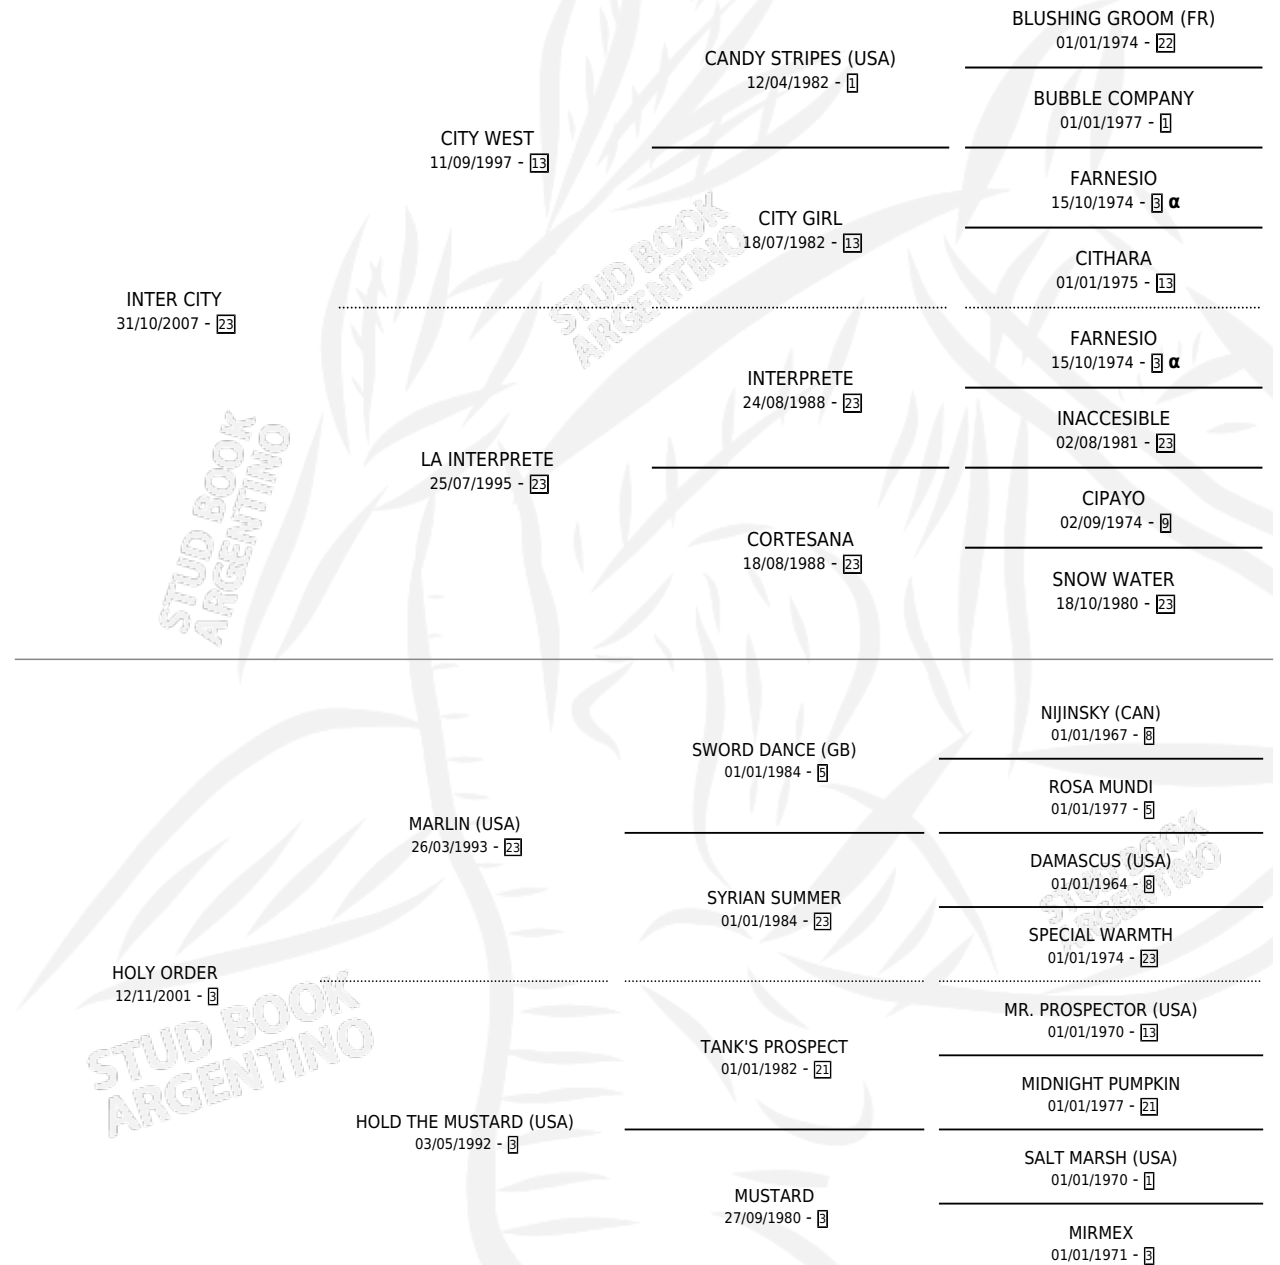 BLUSHING GROOM (FR)
01/01/1974 - 22
CANDY STRIPES (USA)
12/04/1982 - 1
BUBBLE COMPANY
01/01/1977 - 1
CITY WEST
11/09/1997 - 13
FARNESIO
15/10/1974 - 3 α
CITY GIRL
18/07/1982 - 13
CITHARA
01/01/1975 - 13
INTER CITY
31/10/2007 - 23
FARNESIO
15/10/1974 - 3 α
INTERPRETE
24/08/1988 - 23
INACCESIBLE
02/08/1981 - 23
LA INTERPRETE
25/07/1995 - 23
CIPAYO
02/09/1974 - 9
CORTESANA
18/08/1988 - 23
SNOW WATER
18/10/1980 - 23
NIJINSKY (CAN)
01/01/1967 - 8
SWORD DANCE (GB)
01/01/1984 - 5
ROSA MUNDI
01/01/1977 - 5
MARLIN (USA)
26/03/1993 - 23
DAMASCUS (USA)
01/01/1964 - 8
SYRIAN SUMMER
01/01/1984 - 23
SPECIAL WARMTH
01/01/1974 - 23
HOLY ORDER
12/11/2001 - 3
MR. PROSPECTOR (USA)
01/01/1970 - 13
TANK'S PROSPECT
01/01/1982 - 21
MIDNIGHT PUMPKIN
01/01/1977 - 21
HOLD THE MUSTARD (USA)
03/05/1992 - 3
SALT MARSH (USA)
01/01/1970 - 1
MUSTARD
27/09/1980 - 3
MIRMEX
01/01/1971 - 3
STUD BOOK
ARGENTINO
STUD BOOK
ARGENTINO
STUD BOOK
ARGENTINO
STUD BOOK
ARGENTINO